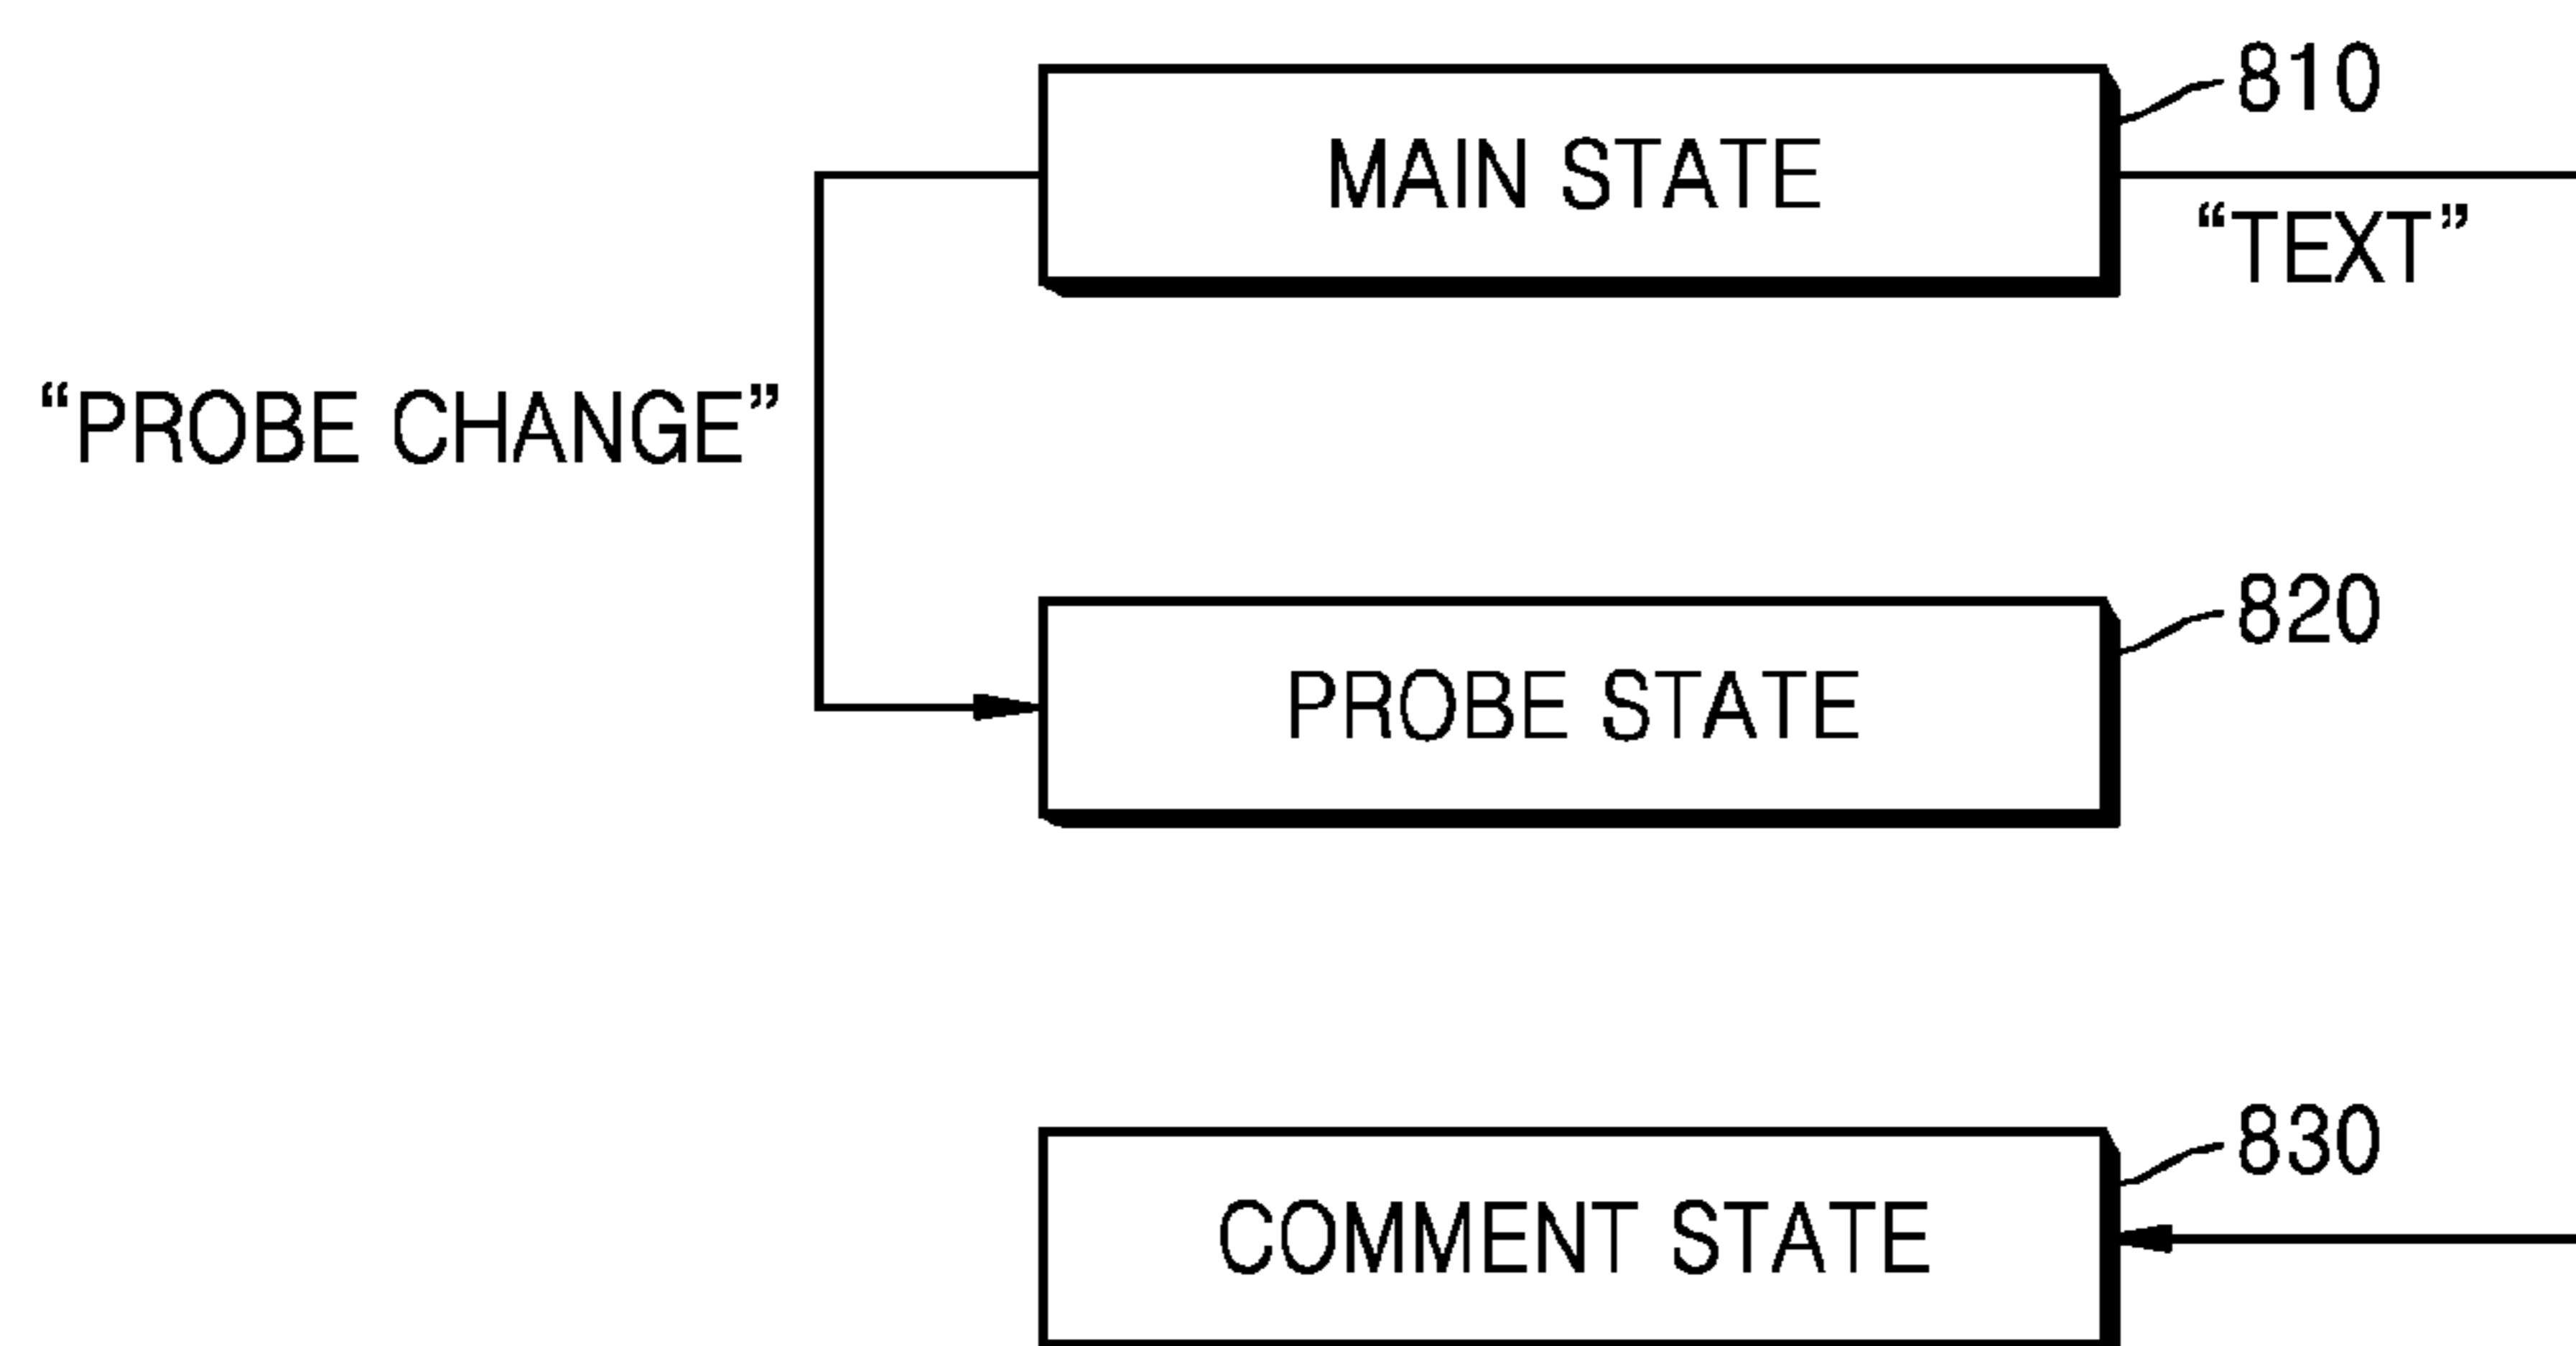 810
MAIN STATE
“TEXT”
“PROBE CHANGE”
820
PROBE STATE
830
COMMENT STATE